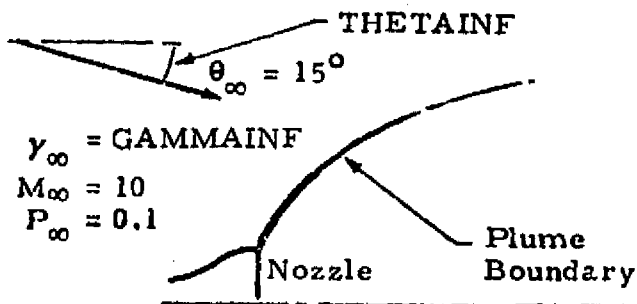 THETAINF
θ∞ = 15°
γ∞ = GAMMAINF
M∞ = 10
P∞ = 0.1
Nozzle
Plume
Boundary